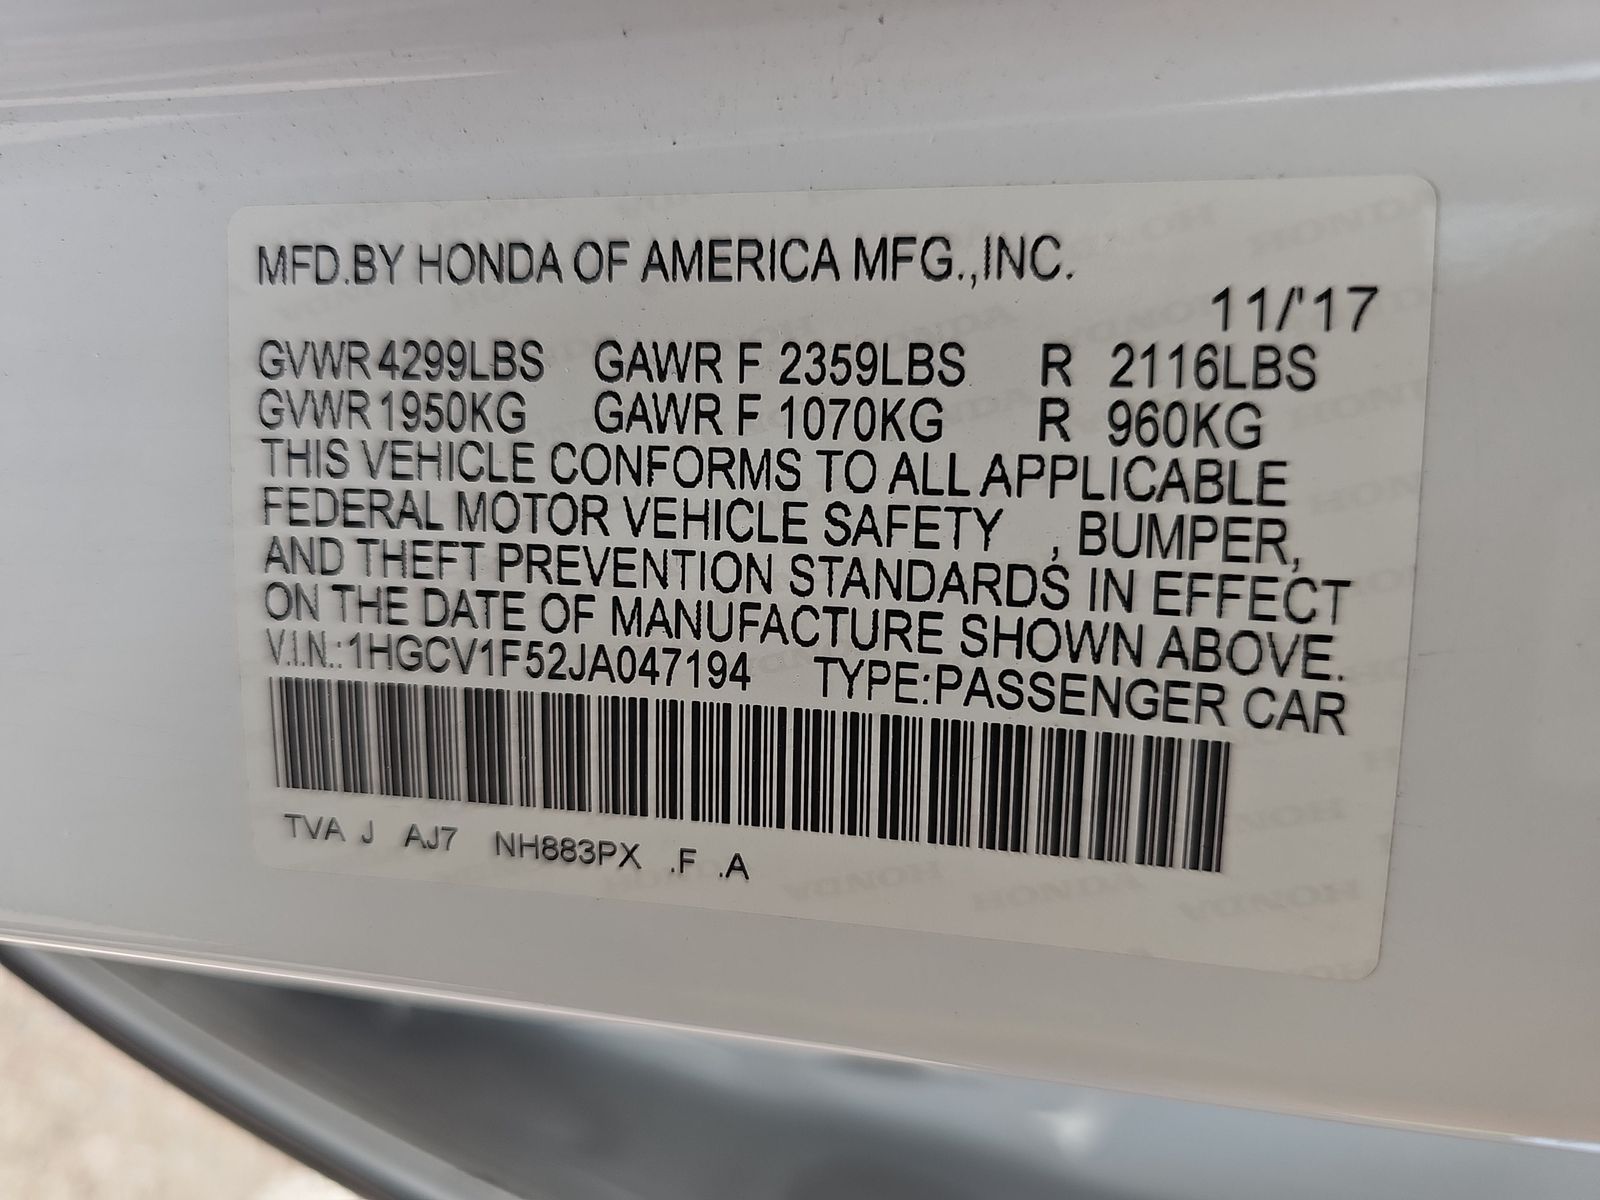 MFD.BY HONDA OF AMERICA MFG.,INC.
11/'17
GVWR 4299LBS GAWR F 2359LBS R 2116LBS
GVWR 1950KG GAWR F 1070KG R 960KG
THIS VEHICLE CONFORMS TO ALL APPLICABLE
FEDERAL MOTOR VEHICLE SAFETY , BUMPER,
AND THEFT PREVENTION STANDARDS IN EFFECT
ON THE DATE OF MANUFACTURE SHOWN ABOVE.
V.I.N.:1HGCV1F52JA047194 TYPE:PASSENGER CAR
TVA J AJ7 NH883PX .F .A